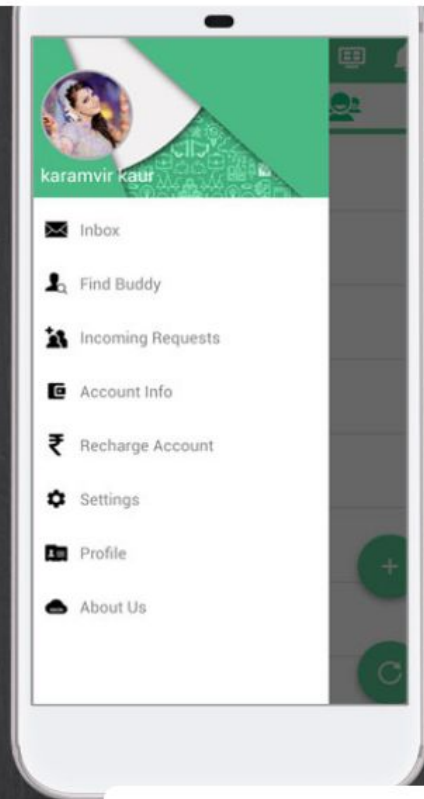 karamvir kaur
Inbox
Find Buddy
Incoming Requests
Account Info
₹ Recharge Account
Settings
Profile
About Us